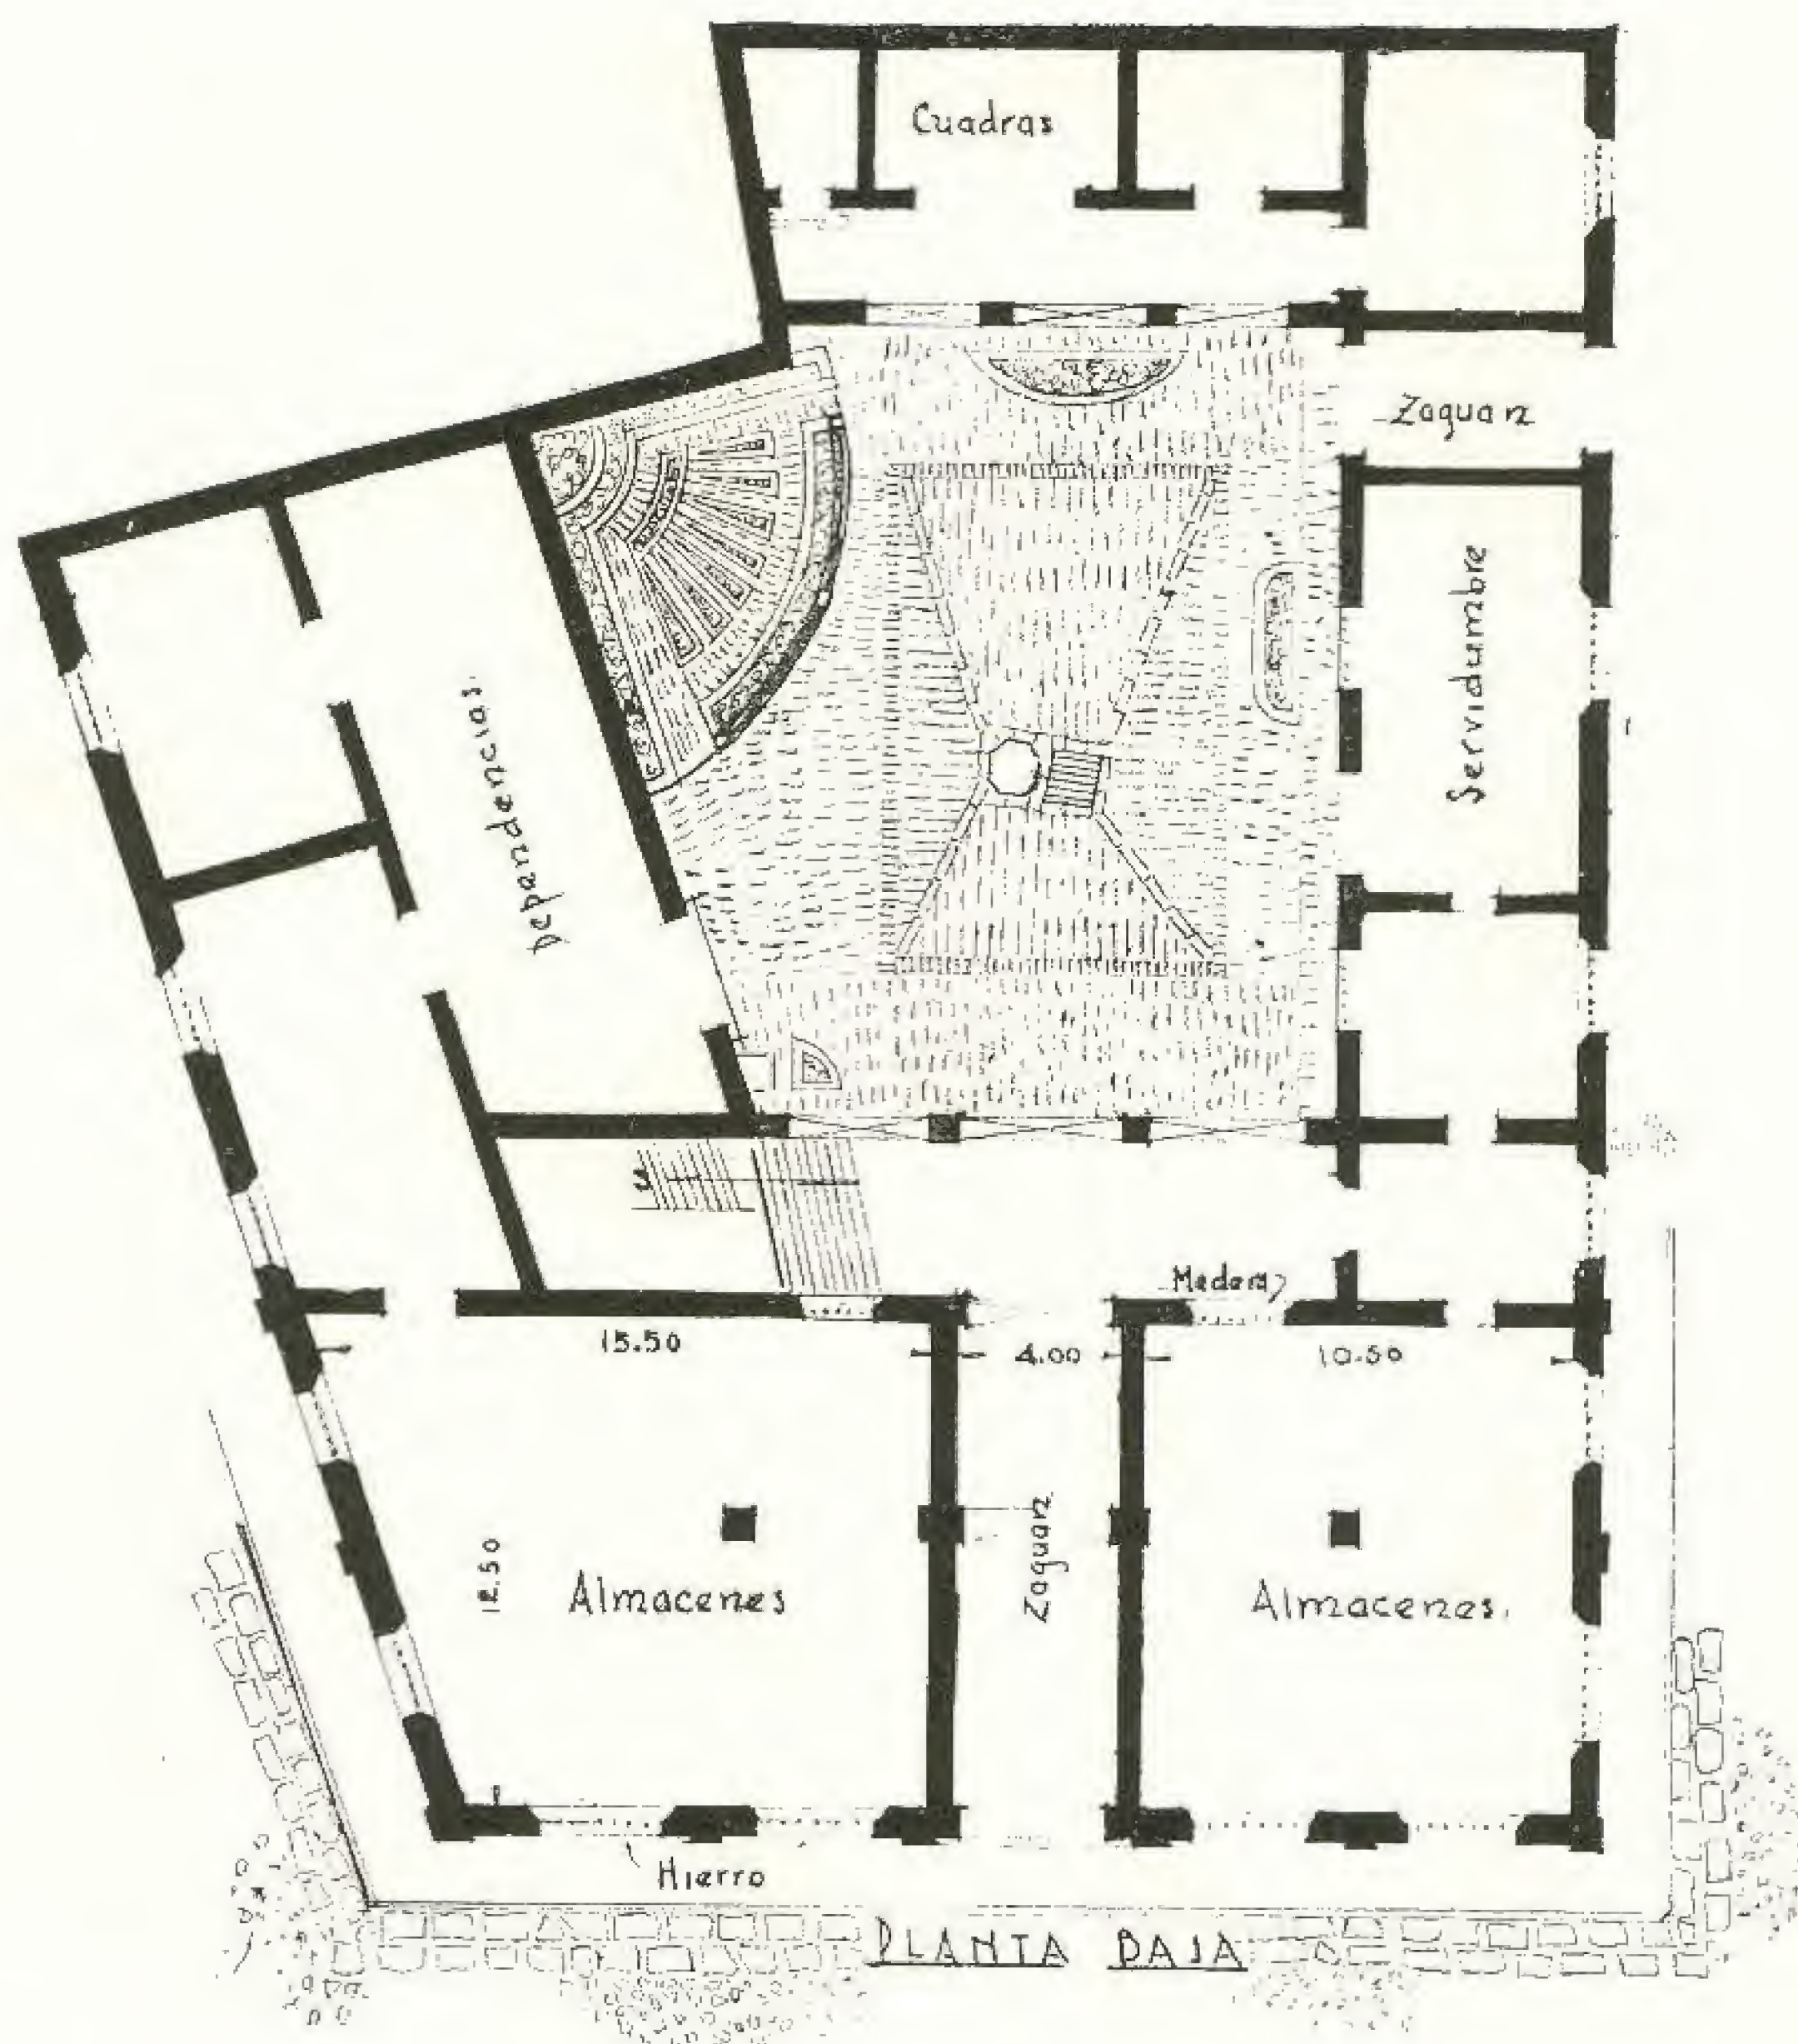 Cuadras
Zaguan
Servidumbre
Dependencias.
S
Madera
15.50
4.00
10.50
12.50
Almacenes
Zaguan
Almacenes.
Hierro
PLANTA BAJA